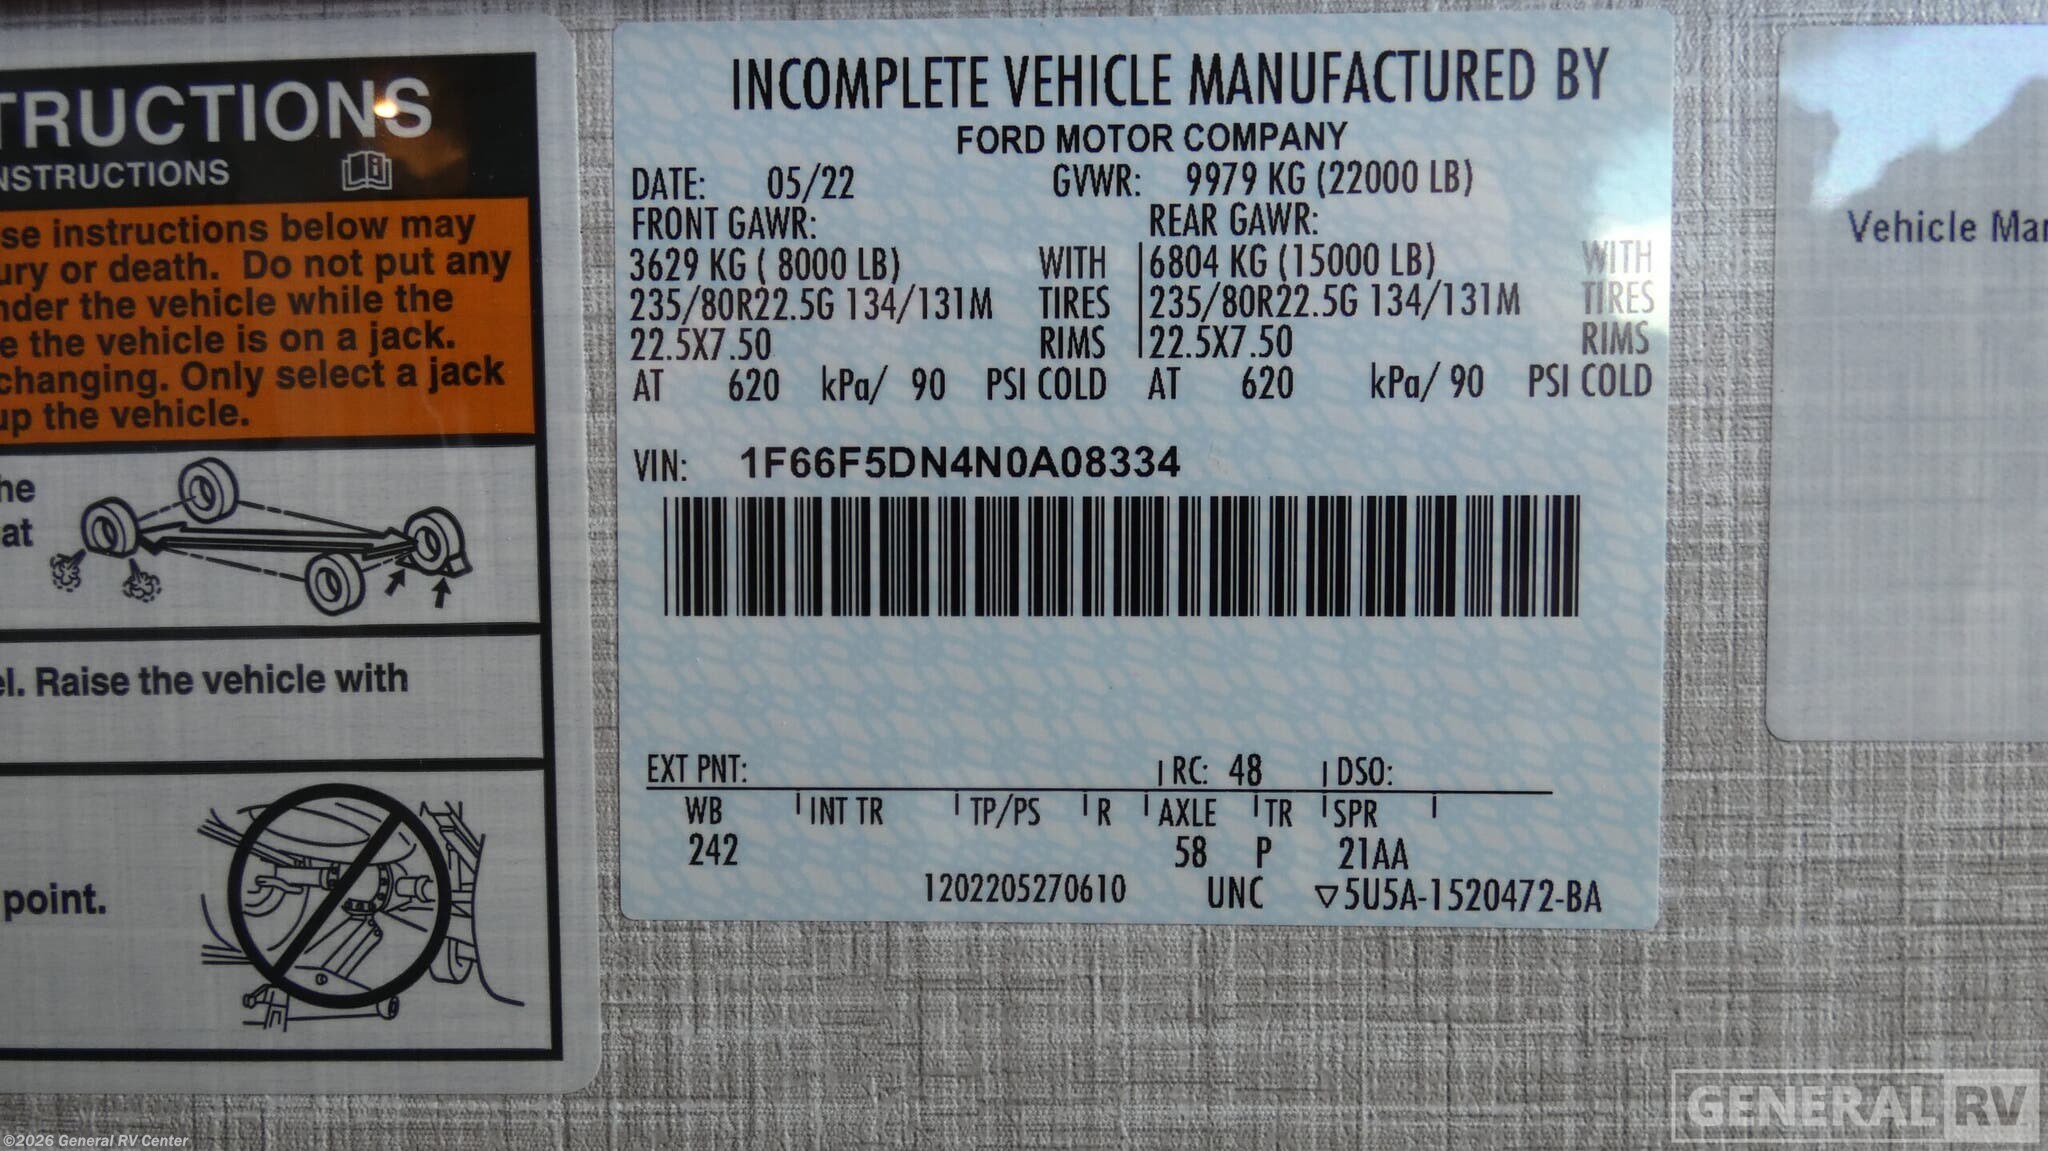 TRUCTIONS
NSTRUCTIONS
se instructions below may
ury or death. Do not put any
nder the vehicle while the
e the vehicle is on a jack.
changing. Only select a jack
up the vehicle.
he
at
el. Raise the vehicle with
point.
INCOMPLETE VEHICLE MANUFACTURED BY
FORD MOTOR COMPANY
DATE: 05/22 GVWR: 9979 KG (22000 LB)
FRONT GAWR: REAR GAWR:
3629 KG ( 8000 LB) WITH 6804 KG (15000 LB) WITH
235/80R22.5G 134/131M TIRES 235/80R22.5G 134/131M TIRES
22.5X7.50 RIMS 22.5X7.50 RIMS
AT 620 kPa/ 90 PSI COLD AT 620 kPa/ 90 PSI COLD
VIN: 1F66F5DN4N0A08334
EXT PNT: RC: 48 DSO:
WB INT TR TP/PS R AXLE TR SPR
242 58 P 21AA
1202205270610 UNC ▽5U5A-1520472-BA
Vehicle Mar
GENERAL RV
©2026 General RV Center